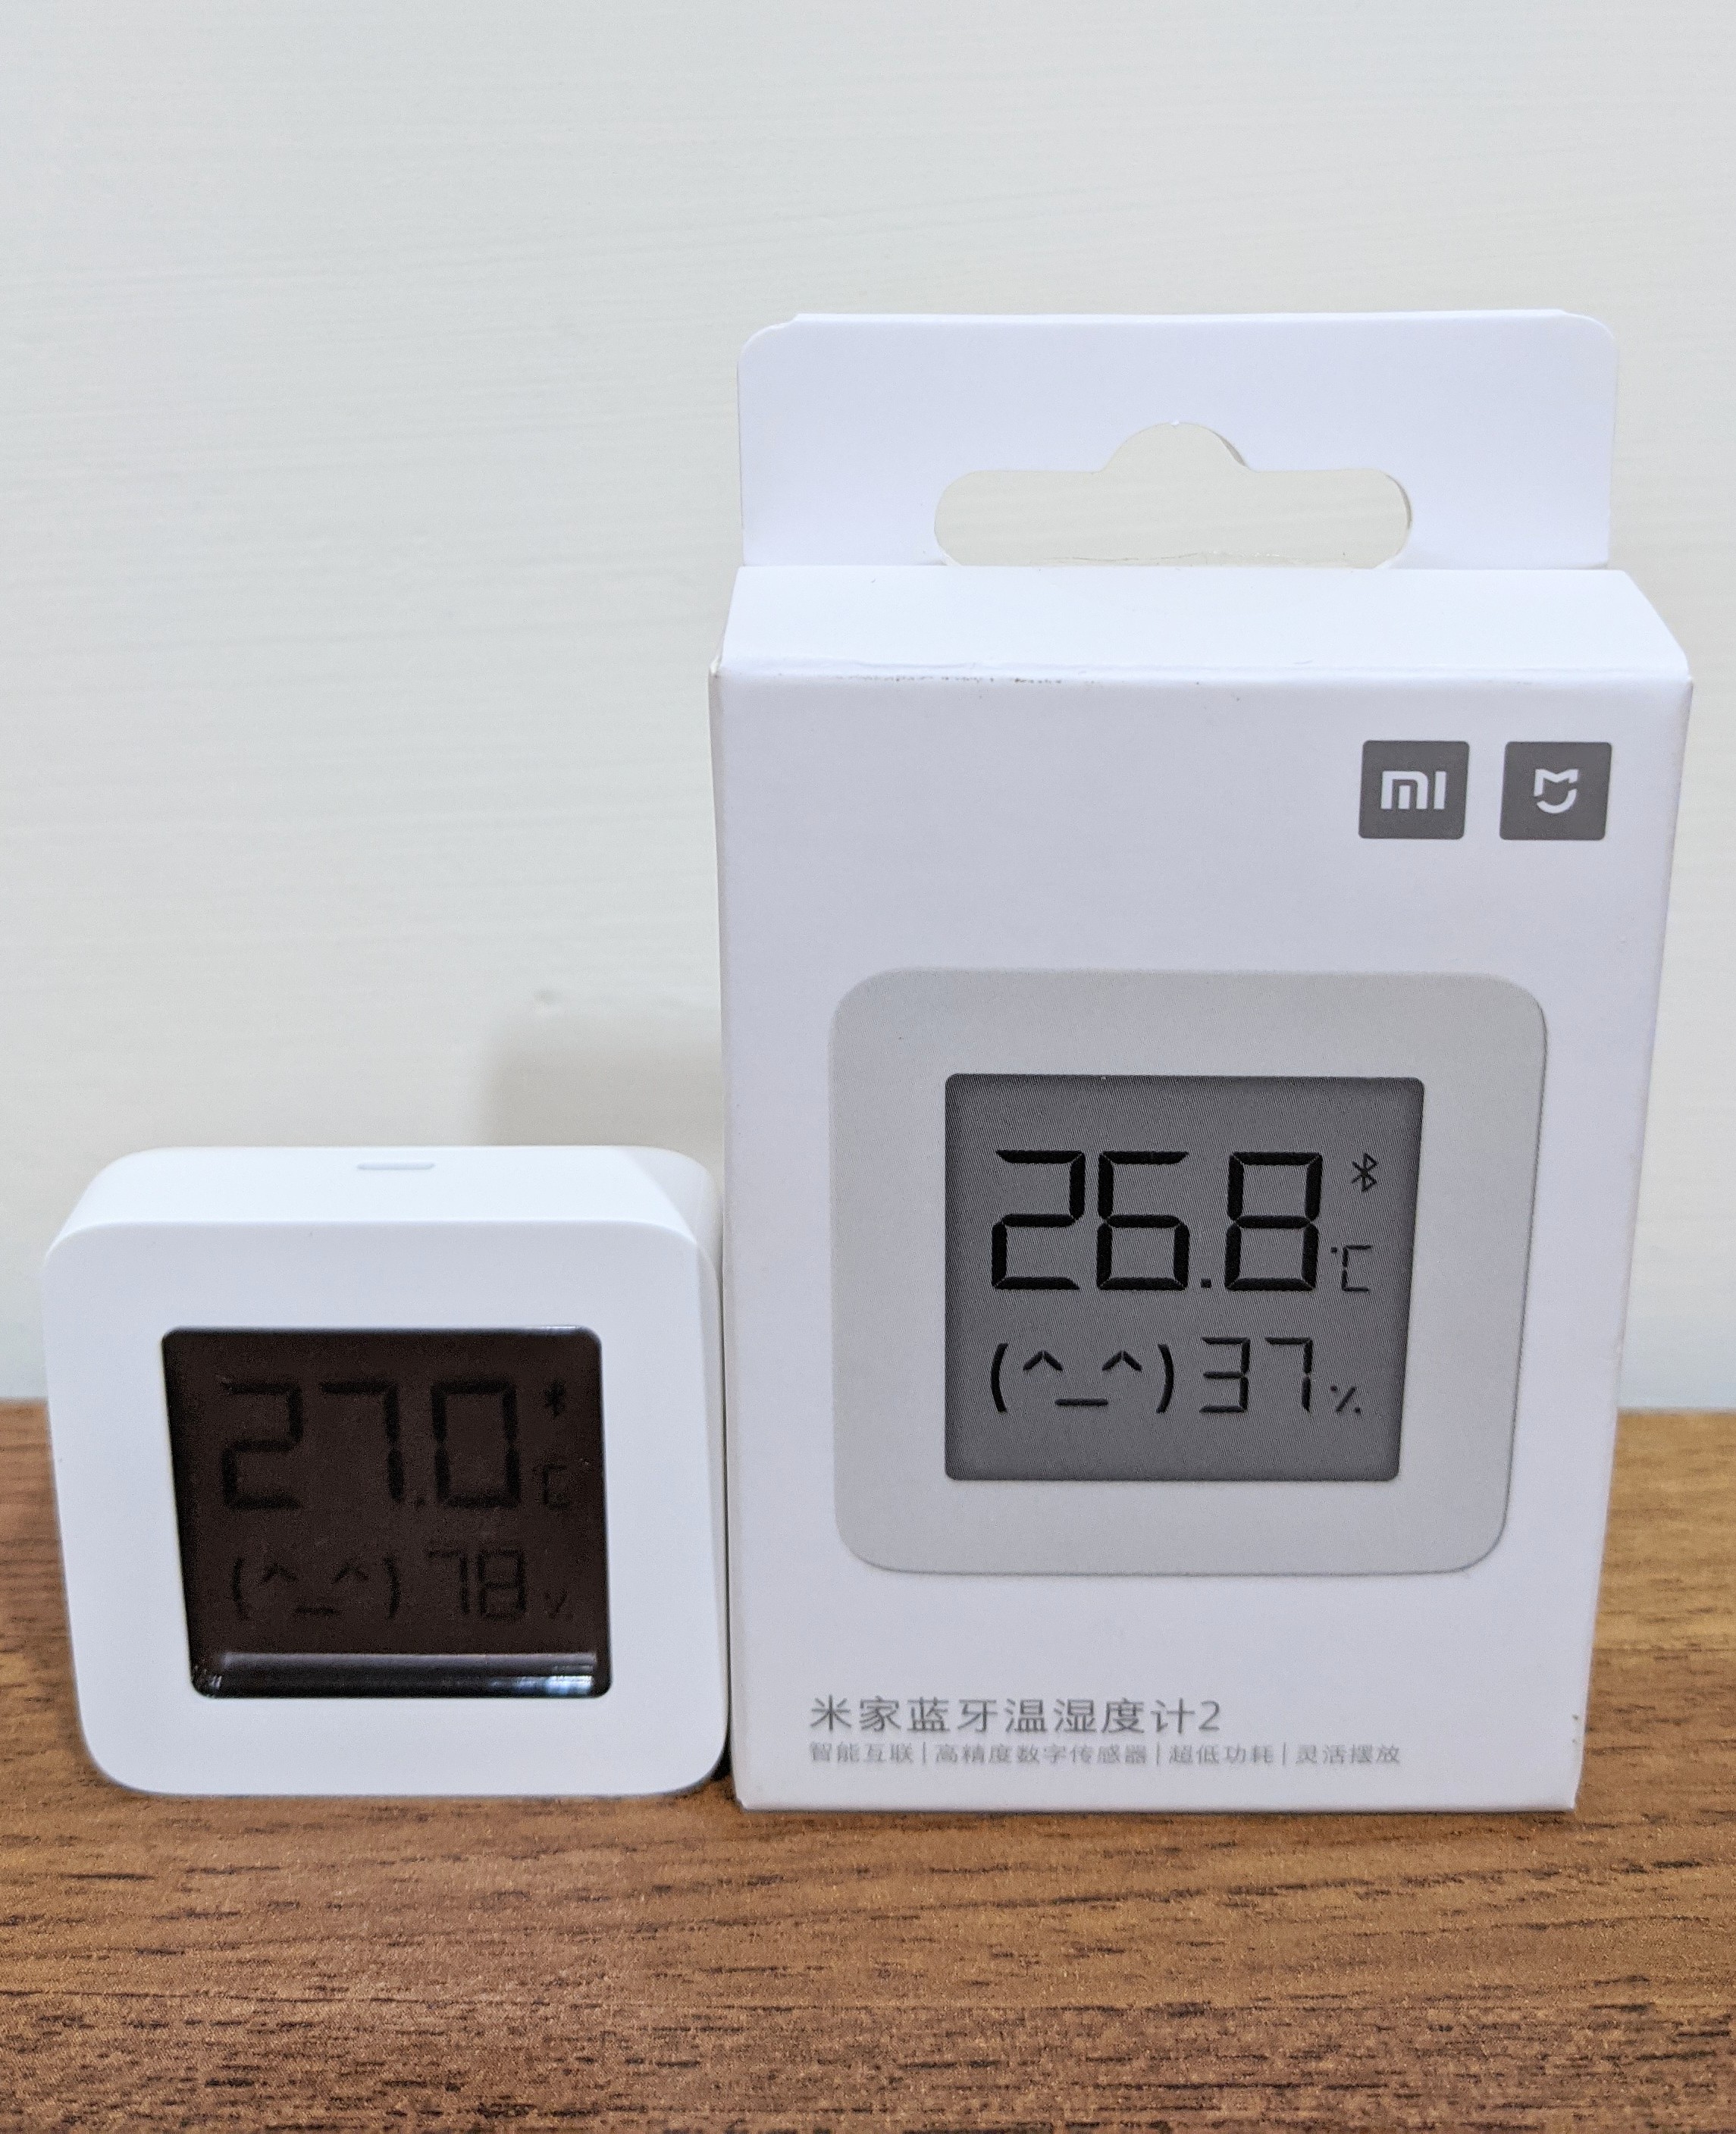 mi
26.8 ℃
(^_^) 37 %
27.0 ℃
(^_^) 78 %
米家蓝牙温湿度计2
智能互联 | 高精度数字传感器 | 超低功耗 | 灵活摆放